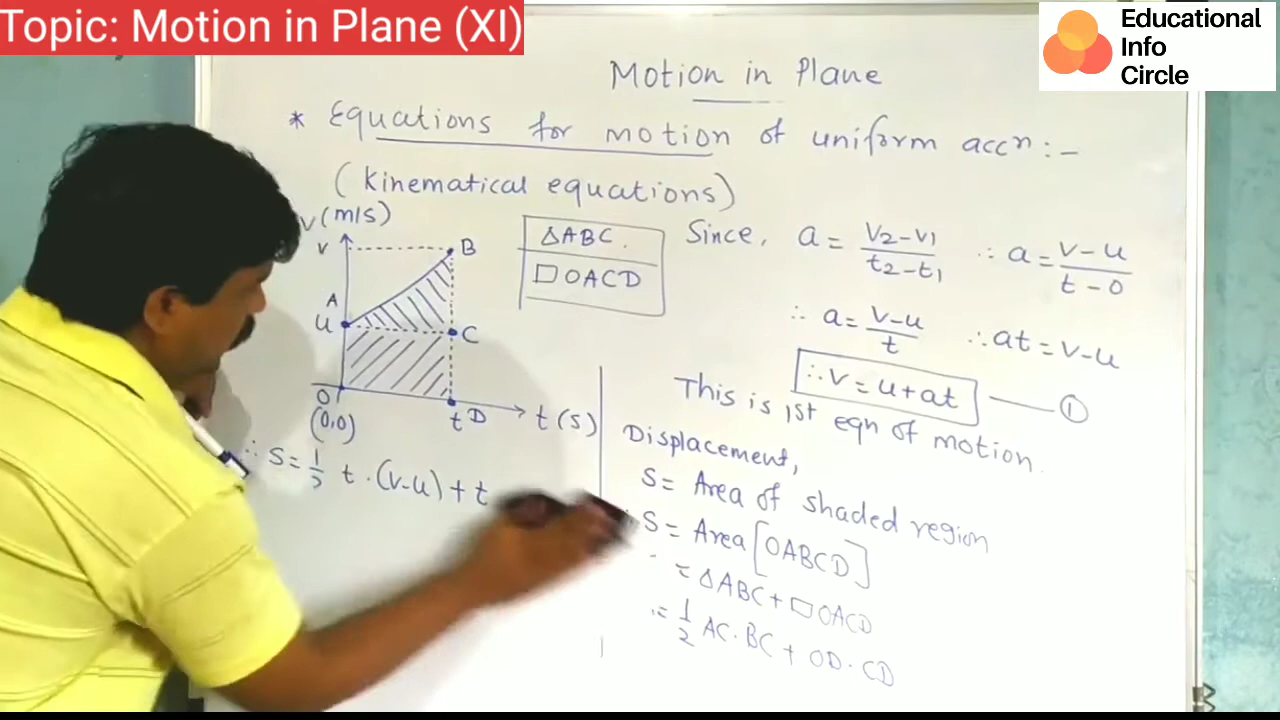 Topic: Motion in Plane (XI)
Educational
Info
Circle
Motion in Plane
* Equations for motion of uniform accn:-
(Kinematical equations)
v(m/s)
v
B
A
u
C
O
(0,0)
t D
t(s)
△ABC.
□OACD
Since, a = v2-v1/t2-t1 ∴ a = v-u/t-0
∴ a = v-u/t ∴ at = v-u
∴ v = u+at ①
This is 1st eqn of motion.
Displacement,
S = Area of shaded region
S = Area [OABCD]
= △ABC + □OACD
= 1/2 AC·BC + OD·CD
∴ S = 1/2 t·(v-u)+t